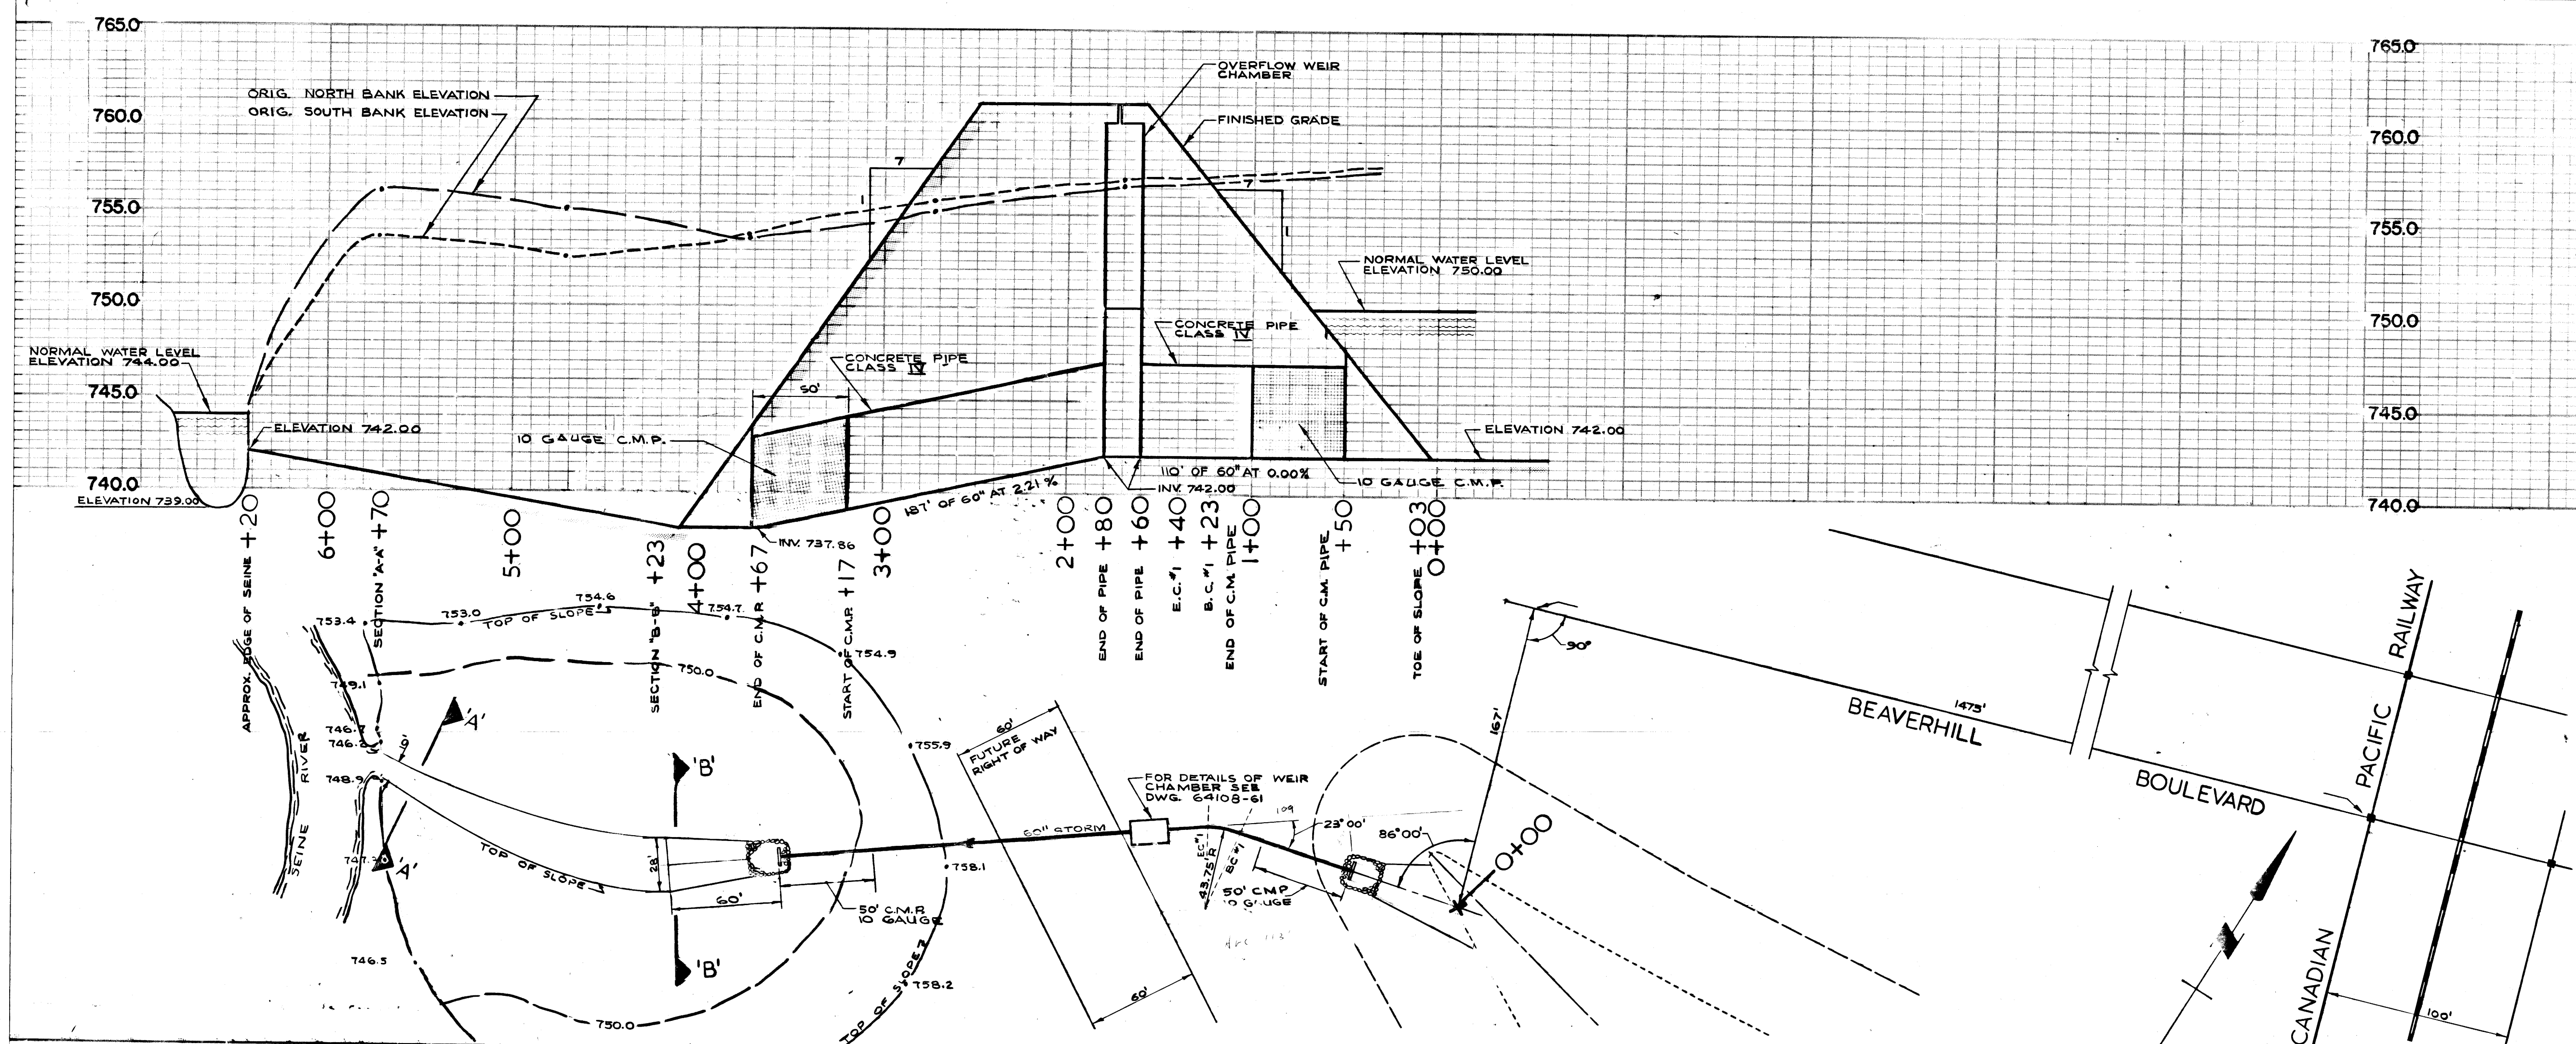 765.0
760.0
755.0
750.0
745.0
740.0
765.0
760.0
755.0
750.0
745.0
740.0
ORIG. NORTH BANK ELEVATION
ORIG. SOUTH BANK ELEVATION
OVERFLOW WEIR
CHAMBER
FINISHED GRADE
7
1
7
1
NORMAL WATER LEVEL
ELEVATION 750.00
CONCRETE PIPE
CLASS IV
CONCRETE PIPE
CLASS IV
50'
NORMAL WATER LEVEL
ELEVATION 744.00
ELEVATION 742.00
10 GAUGE C.M.P.
ELEVATION 742.00
ELEVATION 739.00
187' OF 60" AT 2.21 %
110' OF 60" AT 0.00%
INV. 742.00
10 GAUGE C.M.P.
INV. 737.86
APPROX. EDGE OF SEINE +20
6+00
SECTION "A-A" +70
5+00
SECTION "B-B" +23
4+00
END OF C.M.P. +67
START OF C.M.P. +17
3+00
2+00
END OF PIPE +80
END OF PIPE +60
E.C. #1 +40
B.C. #1 +23
END OF C.M. PIPE
1+00
START OF C.M. PIPE +50
TOE OF SLOPE +03
0+00
753.4
753.0
754.6
TOP OF SLOPE
754.7
754.9
750.0
749.1
746.7
746.2
748.9
10'
'A'
'A'
'B'
'B'
755.9
SEINE RIVER
SEINE
TOP OF SLOPE
28'
60'
50' C.M.P.
10 GAUGE
758.1
758.2
TOP OF SLOPE
746.5
750.0
60'
FUTURE
RIGHT OF WAY
60'
FOR DETAILS OF WEIR
CHAMBER SEE
DWG. 64108-61
60" STORM
109
23°00'
86°00'
E.C.#1
43.75' R
B.C.#1
50' CMP
10 GAUGE
0+00
167'
90°
1473'
BEAVERHILL
BOULEVARD
CANADIAN
PACIFIC
RAILWAY
100'